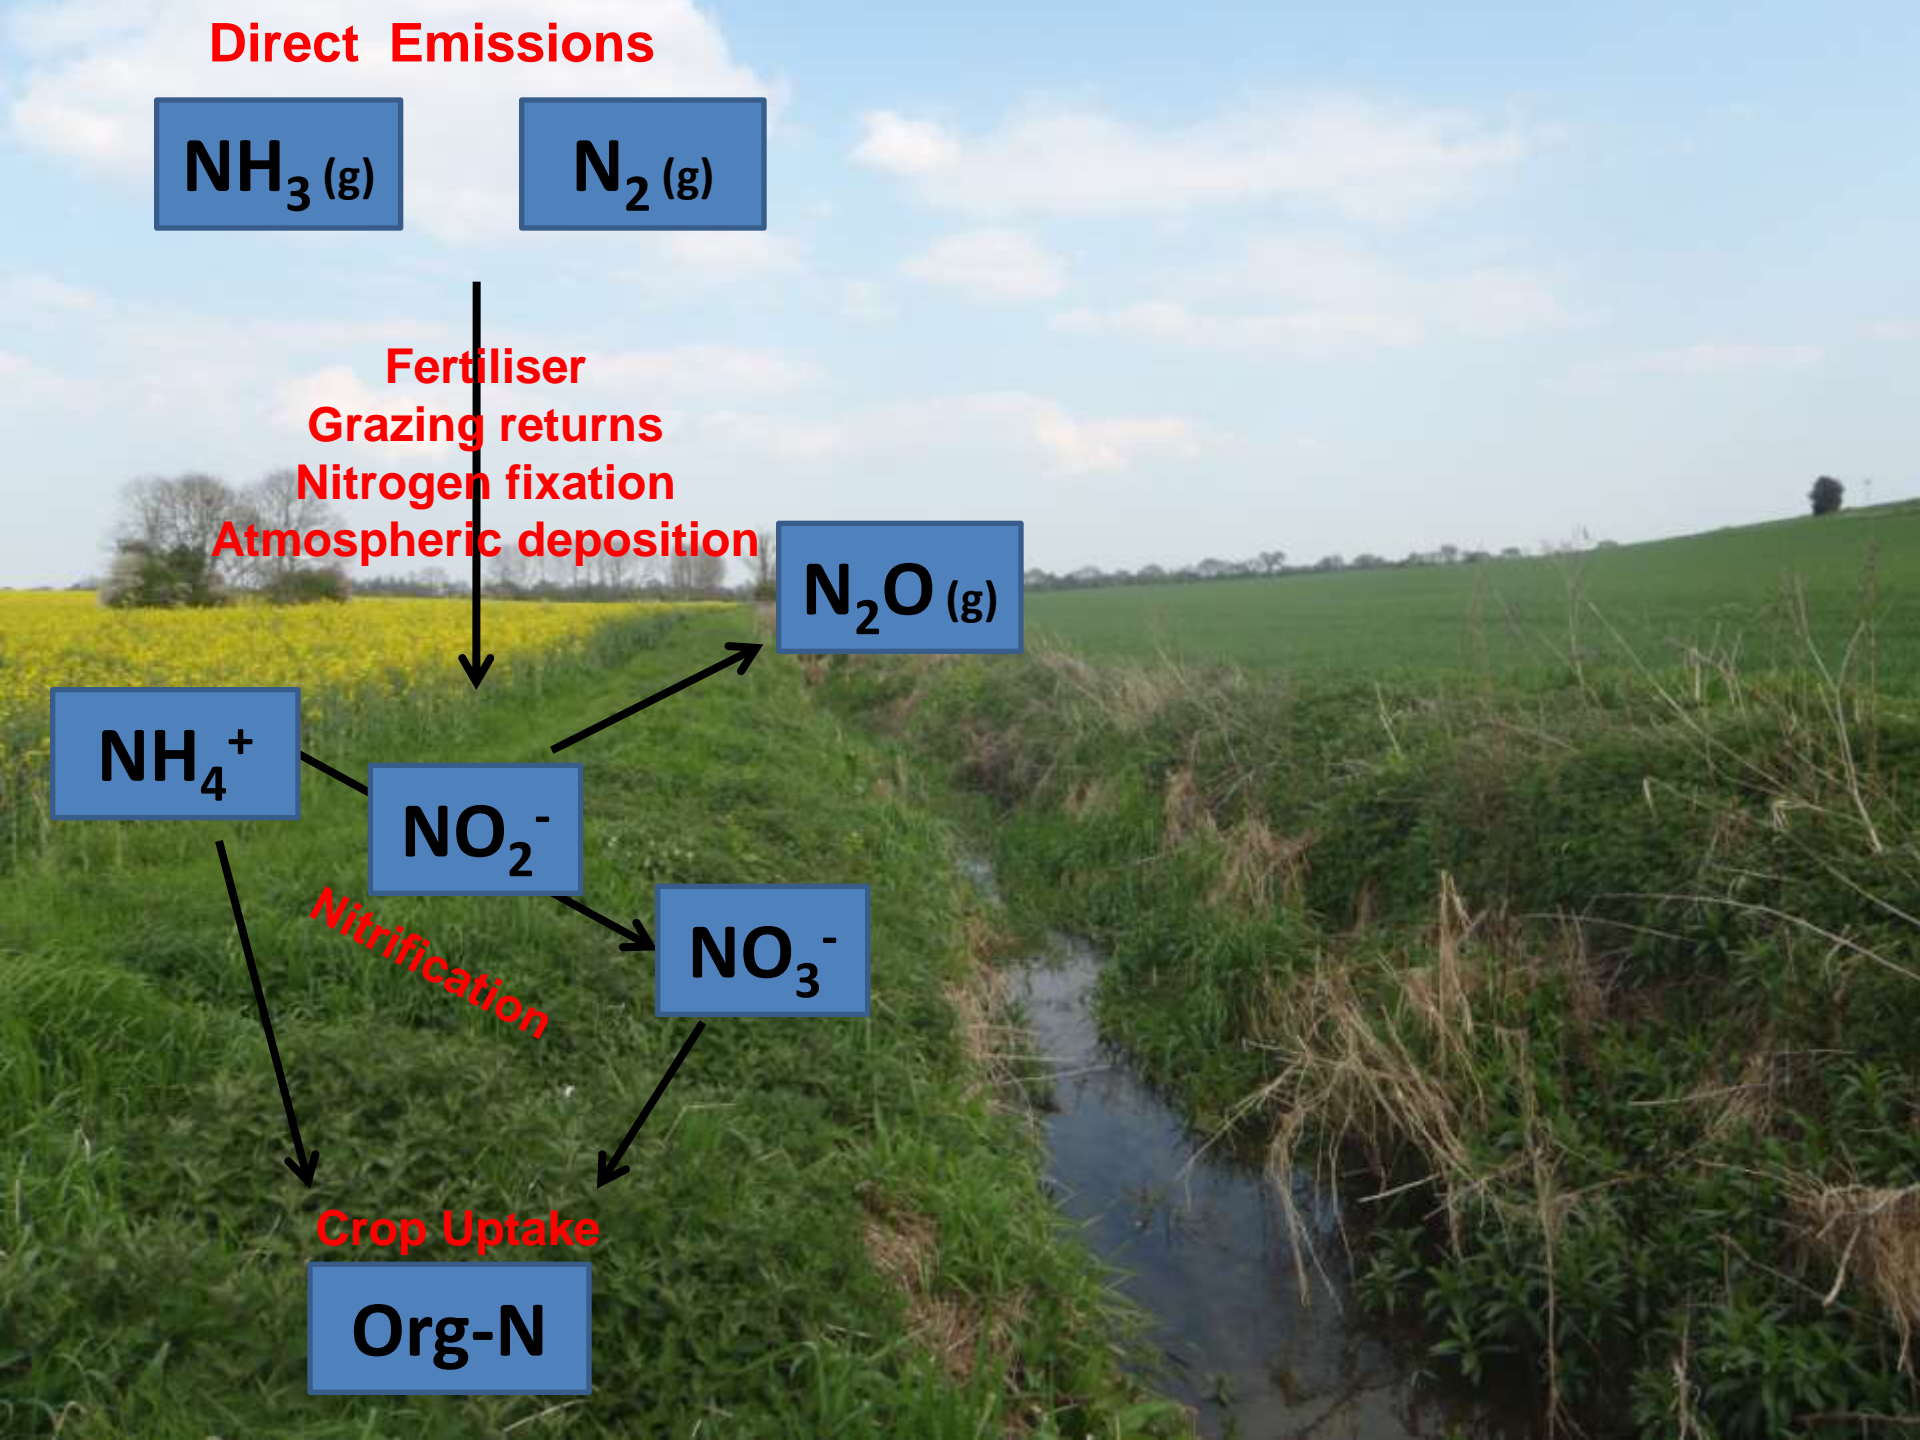 Direct Emissions
NH₃ (g)
N₂ (g)
Fertiliser
Grazing returns
Nitrogen fixation
Atmospheric deposition
N₂O (g)
NH₄⁺
NO₂⁻
NO₃⁻
Nitrification
Crop Uptake
Org-N